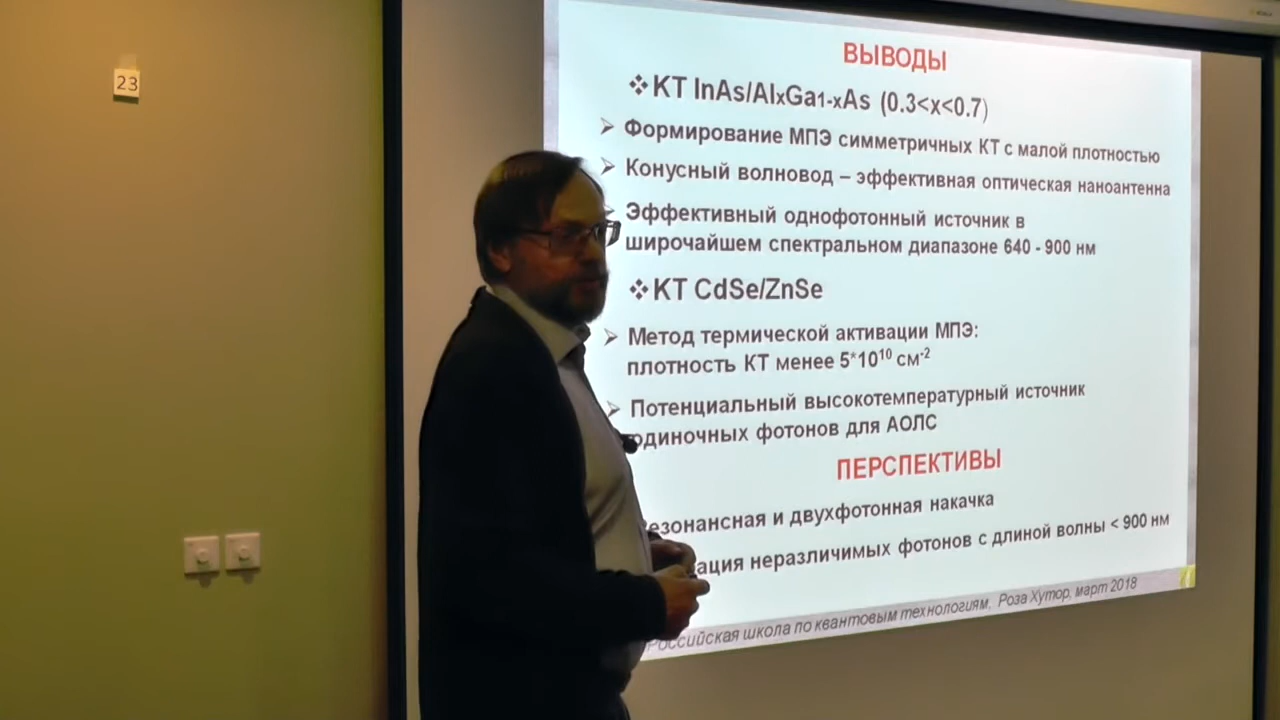 23
ВЫВОДЫ
❖КТ InAs/AlxGa1-xAs (0.3<x<0.7)
➢ Формирование МПЭ симметричных КТ с малой плотностью
➢ Конусный волновод – эффективная оптическая наноантенна
➢ Эффективный однофотонный источник в
широчайшем спектральном диапазоне 640 - 900 нм
❖КТ CdSe/ZnSe
➢ Метод термической активации МПЭ:
плотность КТ менее 5*10¹⁰ см⁻²
➢ Потенциальный высокотемпературный источник
одиночных фотонов для АОЛС
ПЕРСПЕКТИВЫ
езонансная и двухфотонная накачка
ация неразличимых фотонов с длиной волны < 900 нм
Российская школа по квантовым технологиям, Роза Хутор, март 2018